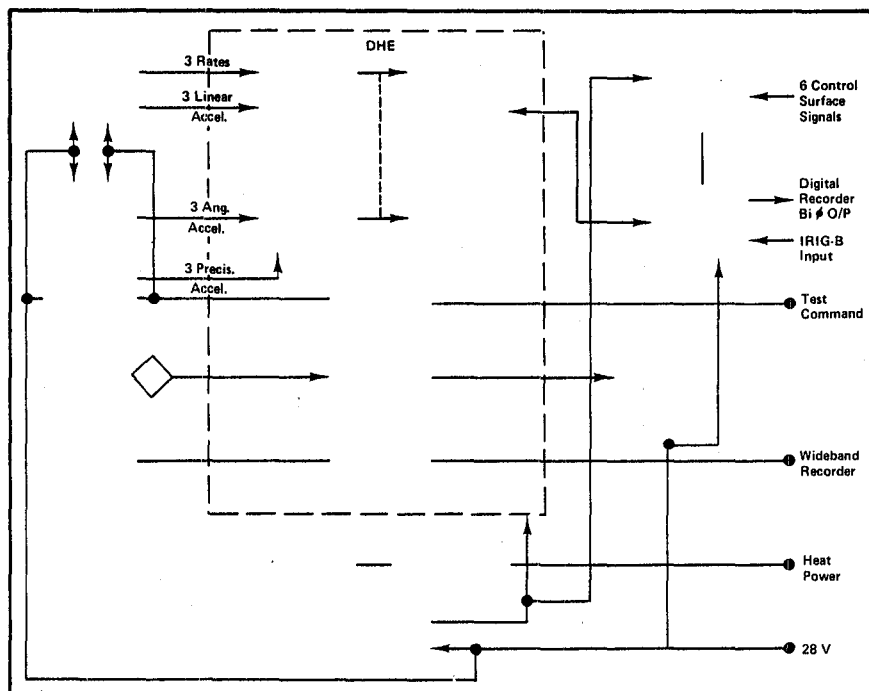 DHE
3 Rates
3 Linear
Accel.
3 Ang.
Accel.
3 Precis.
Accel.
6 Control
Surface
Signals
Digital
Recorder
Bi ϕ O/P
IRIG-B
Input
Test
Command
Wideband
Recorder
Heat
Power
28 V